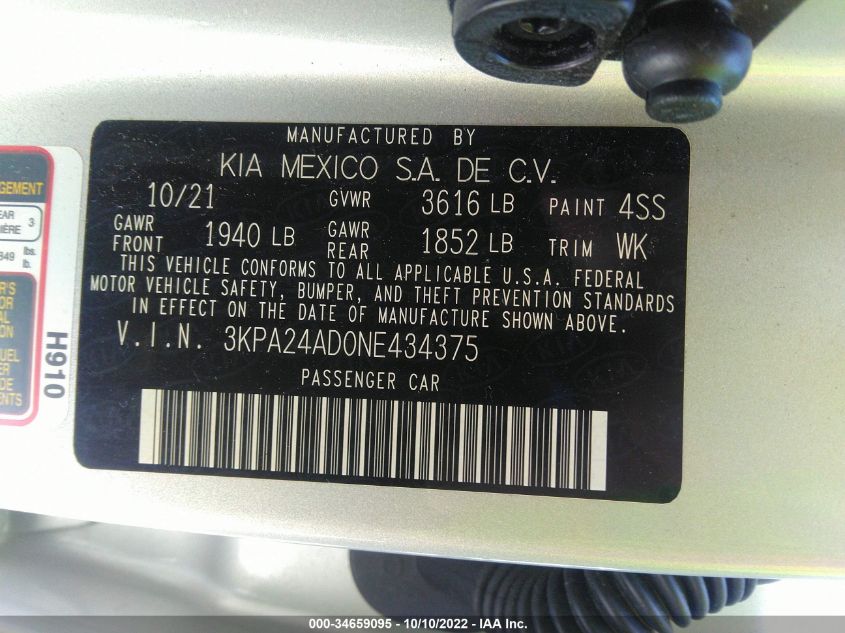 MANUFACTURED BY
KIA MEXICO S.A. DE C.V.
10/21 GVWR 3616 LB PAINT 4SS
GAWR FRONT 1940 LB GAWR REAR 1852 LB TRIM WK
THIS VEHICLE CONFORMS TO ALL APPLICABLE U.S.A. FEDERAL
MOTOR VEHICLE SAFETY, BUMPER, AND THEFT PREVENTION STANDARDS
IN EFFECT ON THE DATE OF MANUFACTURE SHOWN ABOVE.
V.I.N. 3KPA24AD0NE434375
PASSENGER CAR
H910
3
lbs.
lb.
000-34659095 - 10/10/2022 - IAA Inc.